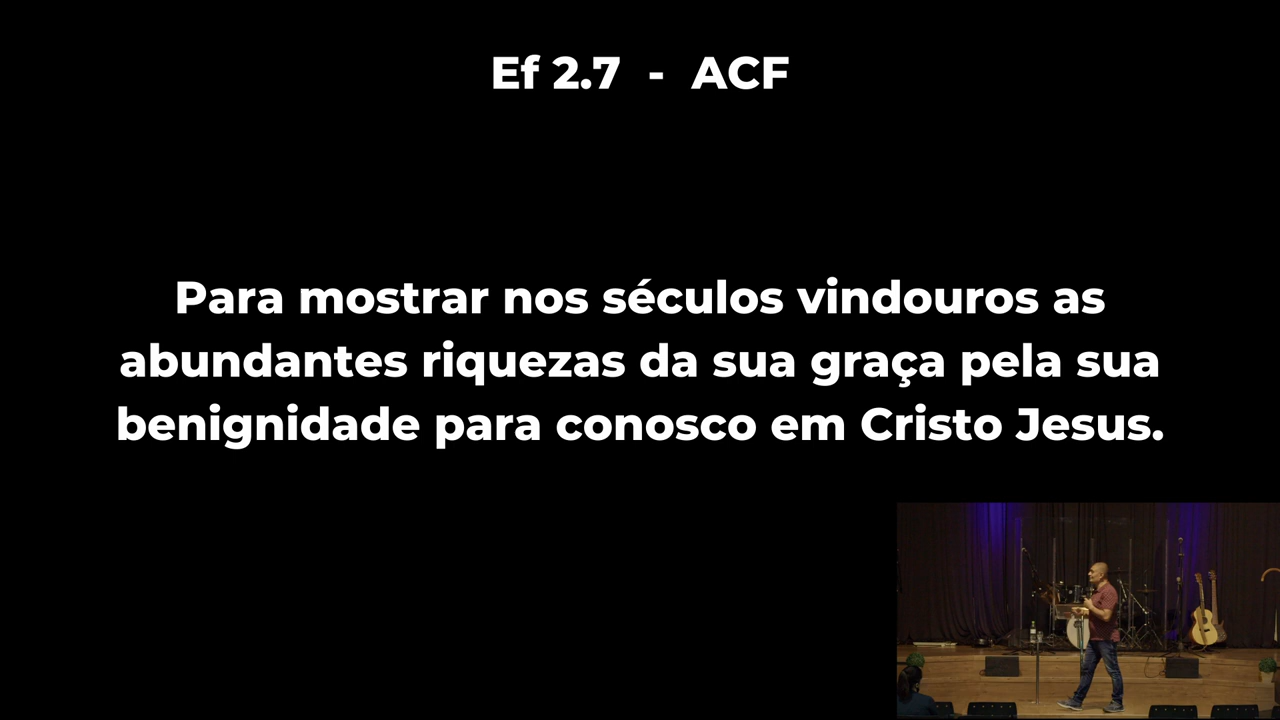 Ef 2.7 - ACF
Para mostrar nos séculos vindouros as
abundantes riquezas da sua graça pela sua
benignidade para conosco em Cristo Jesus.